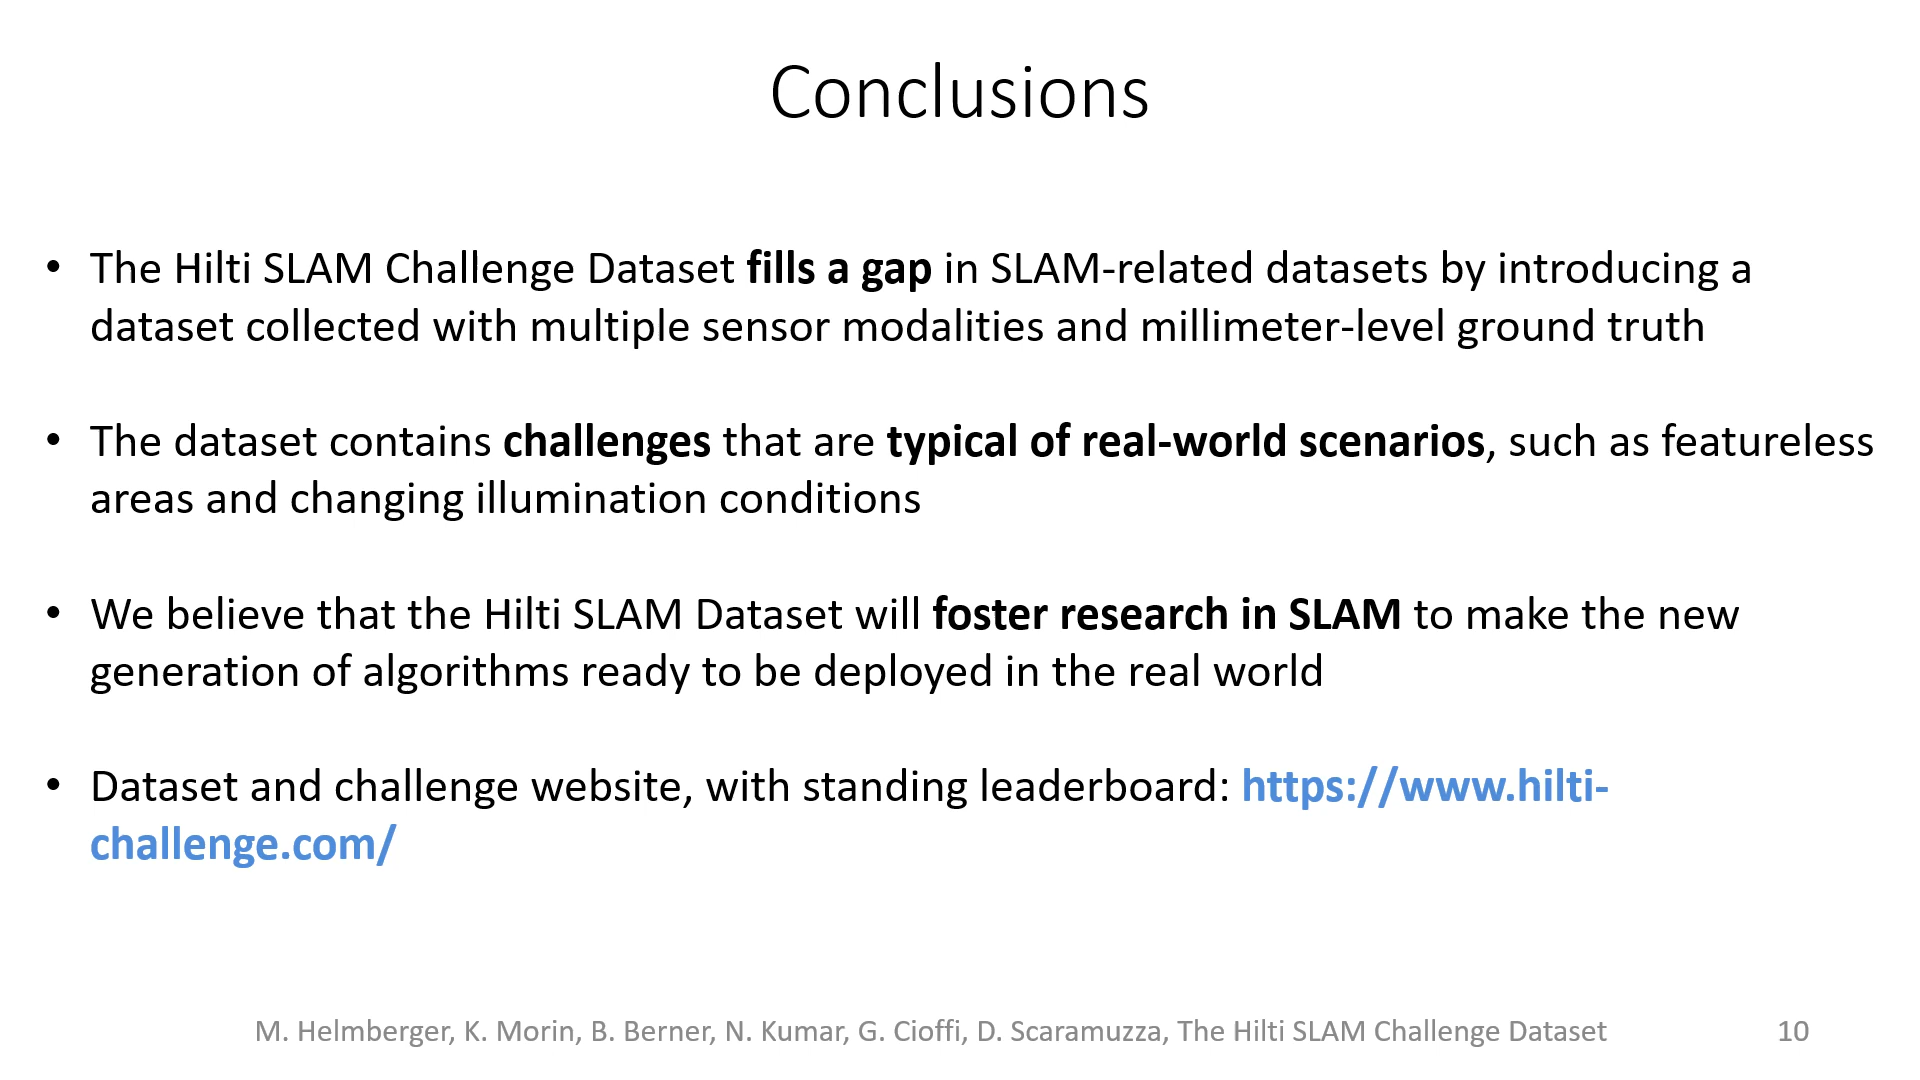 Conclusions
• The Hilti SLAM Challenge Dataset fills a gap in SLAM-related datasets by introducing a
dataset collected with multiple sensor modalities and millimeter-level ground truth
• The dataset contains challenges that are typical of real-world scenarios, such as featureless
areas and changing illumination conditions
• We believe that the Hilti SLAM Dataset will foster research in SLAM to make the new
generation of algorithms ready to be deployed in the real world
• Dataset and challenge website, with standing leaderboard: https://www.hilti-
challenge.com/
M. Helmberger, K. Morin, B. Berner, N. Kumar, G. Cioffi, D. Scaramuzza, The Hilti SLAM Challenge Dataset 10